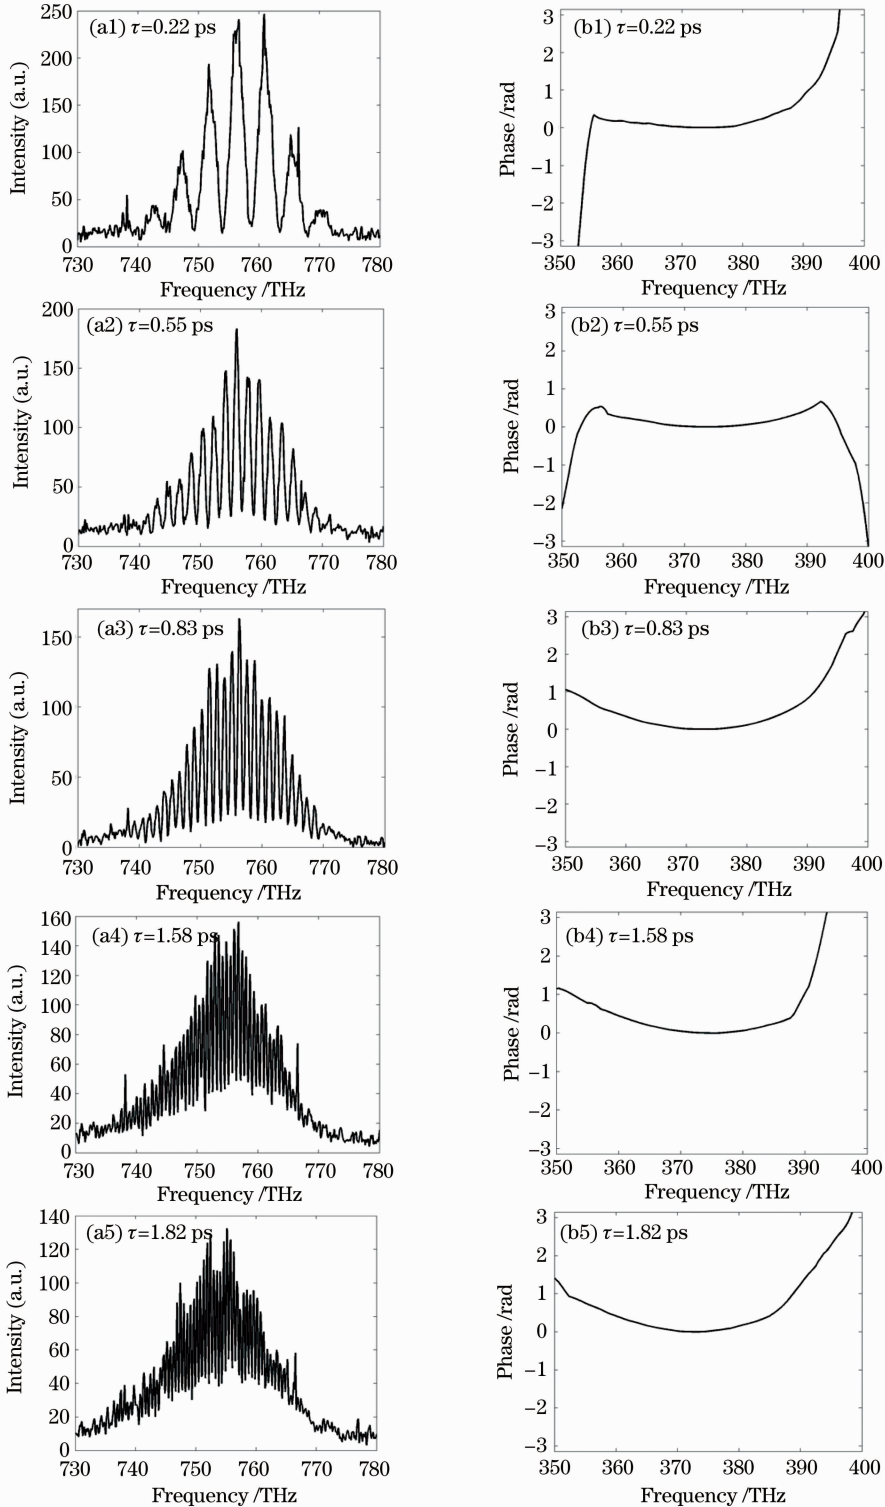 (a1) τ=0.22 ps
Intensity (a.u.)
250
200
150
100
50
0
730 740 750 760 770 780
Frequency /THz
(b1) τ=0.22 ps
Phase /rad
3
2
1
0
−1
−2
−3
350 360 370 380 390 400
Frequency /THz
(a2) τ=0.55 ps
Intensity (a.u.)
200
150
100
50
0
730 740 750 760 770 780
Frequency /THz
(b2) τ=0.55 ps
Phase /rad
3
2
1
0
−1
−2
−3
350 360 370 380 390 400
Frequency /THz
(a3) τ=0.83 ps
Intensity (a.u.)
150
100
50
0
730 740 750 760 770 780
Frequency /THz
(b3) τ=0.83 ps
Phase /rad
3
2
1
0
−1
−2
−3
350 360 370 380 390 400
Frequency /THz
(a4) τ=1.58 ps
Intensity (a.u.)
160
140
120
100
80
60
40
20
0
730 740 750 760 770 780
Frequency /THz
(b4) τ=1.58 ps
Phase /rad
3
2
1
0
−1
−2
−3
350 360 370 380 390 400
Frequency /THz
(a5) τ=1.82 ps
Intensity (a.u.)
140
120
100
80
60
40
20
0
730 740 750 760 770 780
Frequency /THz
(b5) τ=1.82 ps
Phase /rad
3
2
1
0
−1
−2
−3
350 360 370 380 390 400
Frequency /THz